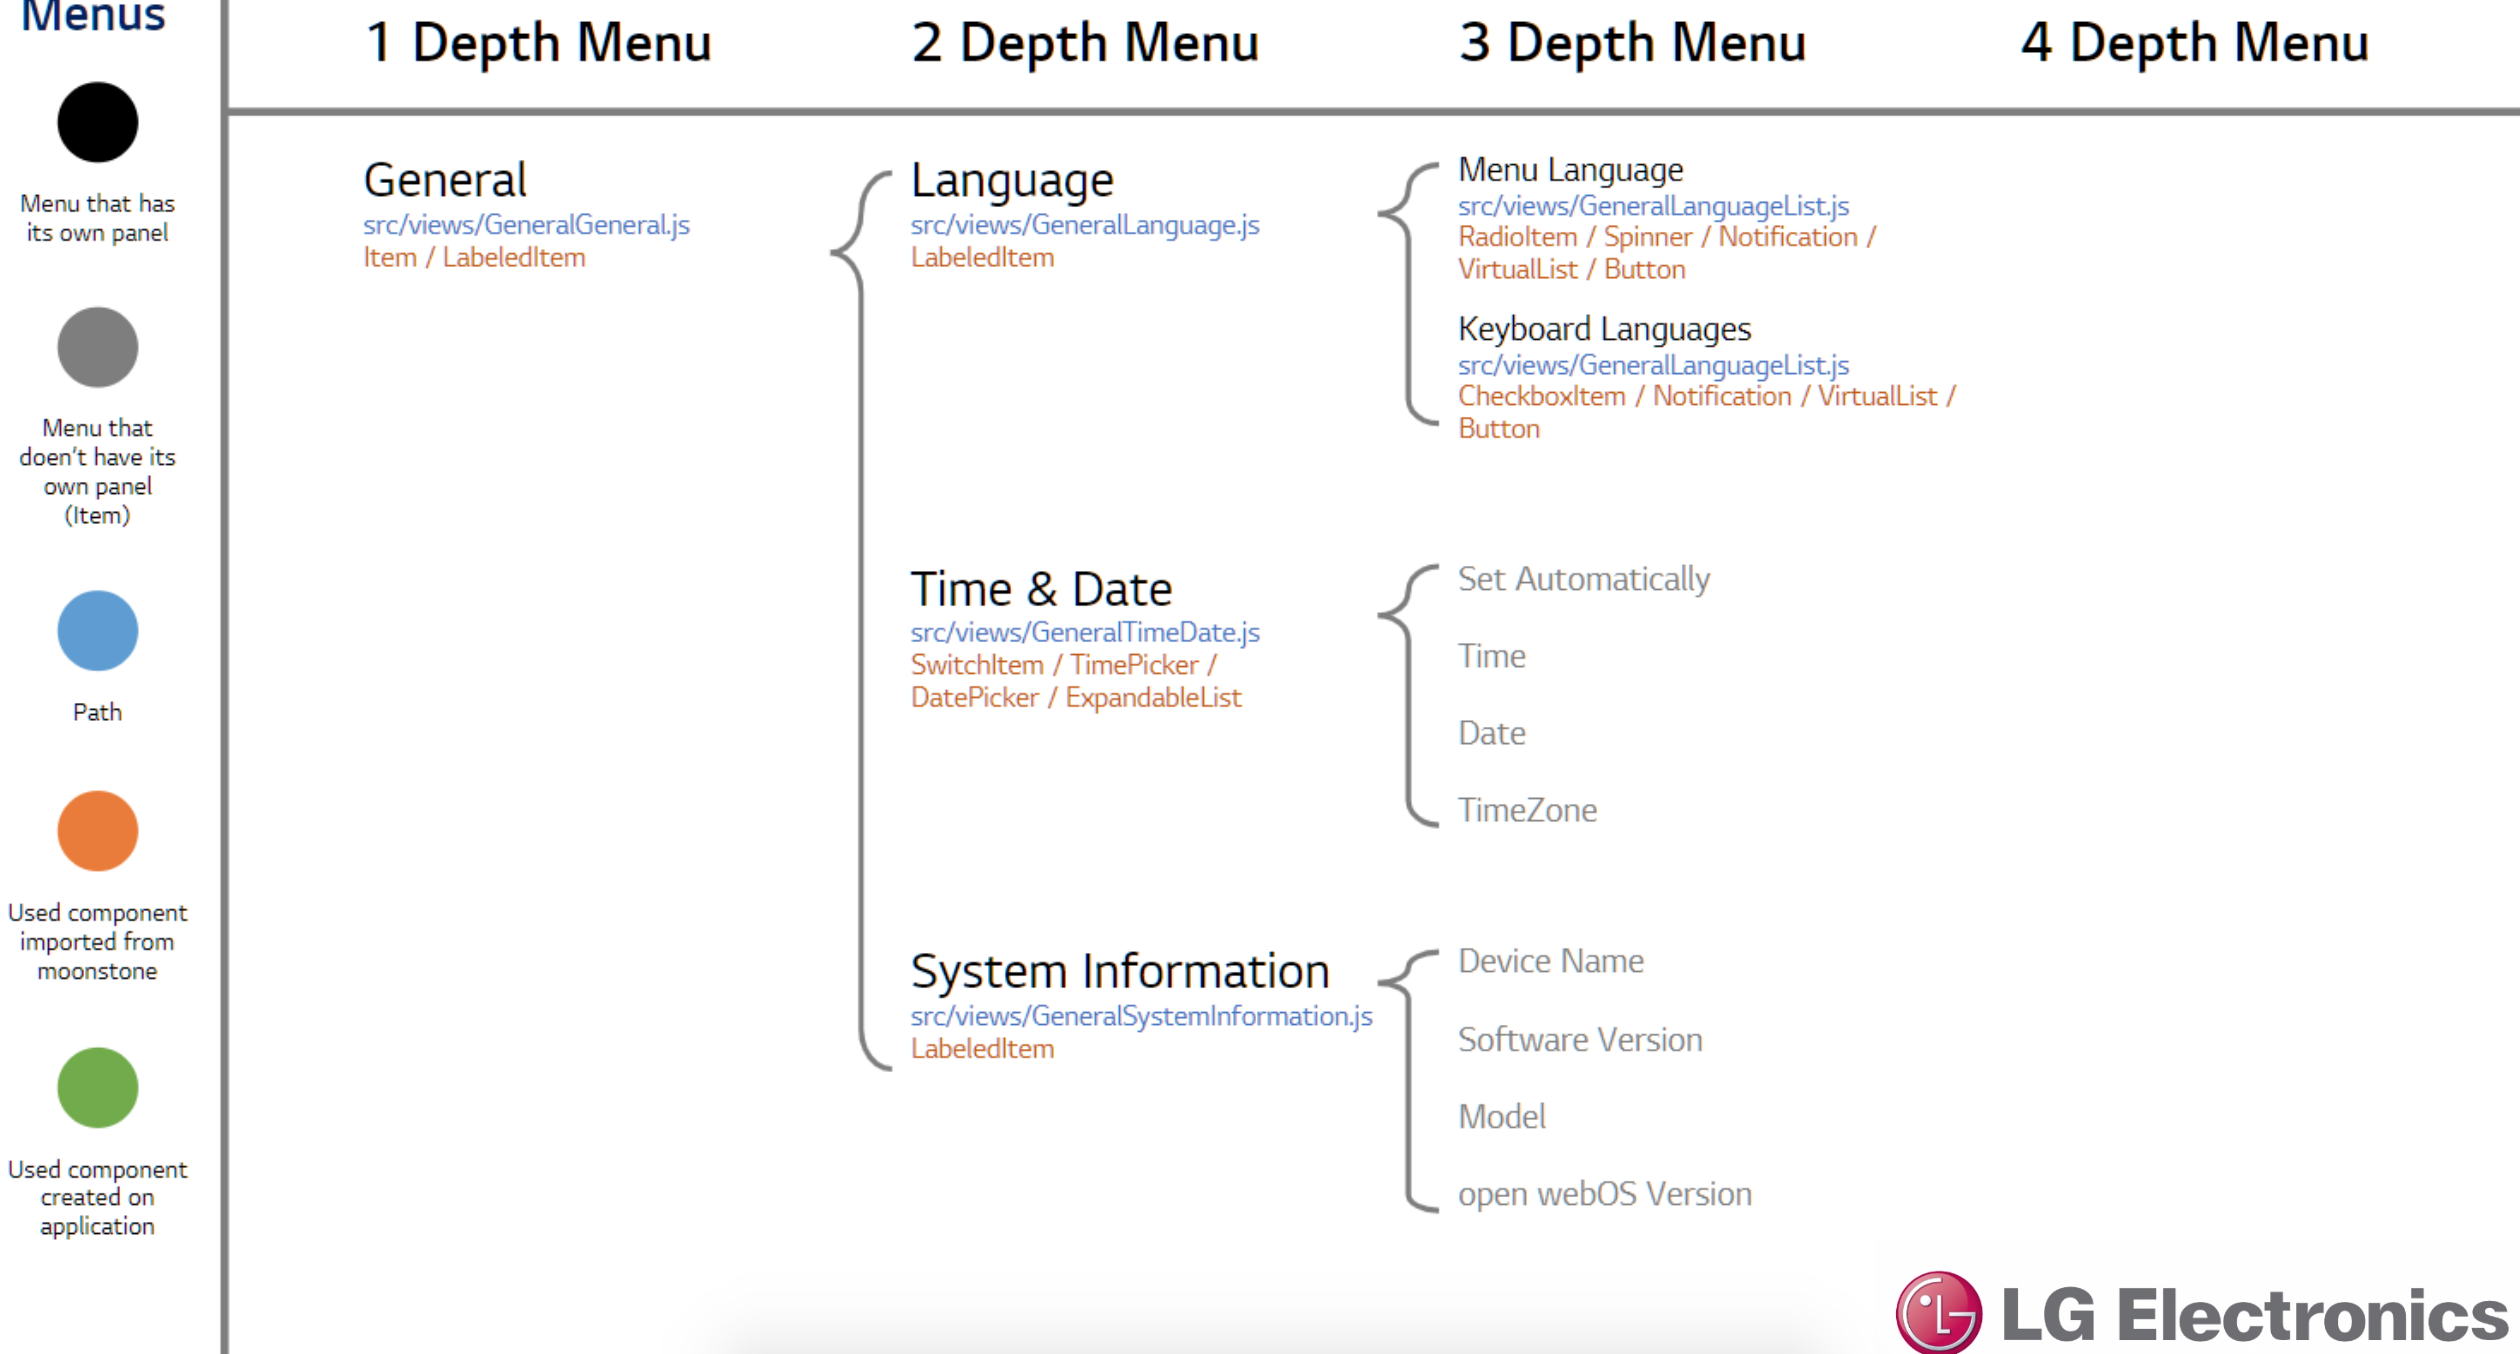 Menus
Menu that has
its own panel
Menu that
doen't have its
own panel
(Item)
Path
Used component
imported from
moonstone
Used component
created on
application
1 Depth Menu
2 Depth Menu
3 Depth Menu
4 Depth Menu
General
src/views/GeneralGeneral.js
Item / LabeledItem
Language
src/views/GeneralLanguage.js
LabeledItem
Menu Language
src/views/GeneralLanguageList.js
RadioItem / Spinner / Notification /
VirtualList / Button
Keyboard Languages
src/views/GeneralLanguageList.js
CheckboxItem / Notification / VirtualList /
Button
Time & Date
src/views/GeneralTimeDate.js
SwitchItem / TimePicker /
DatePicker / ExpandableList
Set Automatically
Time
Date
TimeZone
System Information
src/views/GeneralSystemInformation.js
LabeledItem
Device Name
Software Version
Model
open webOS Version
LG Electronics